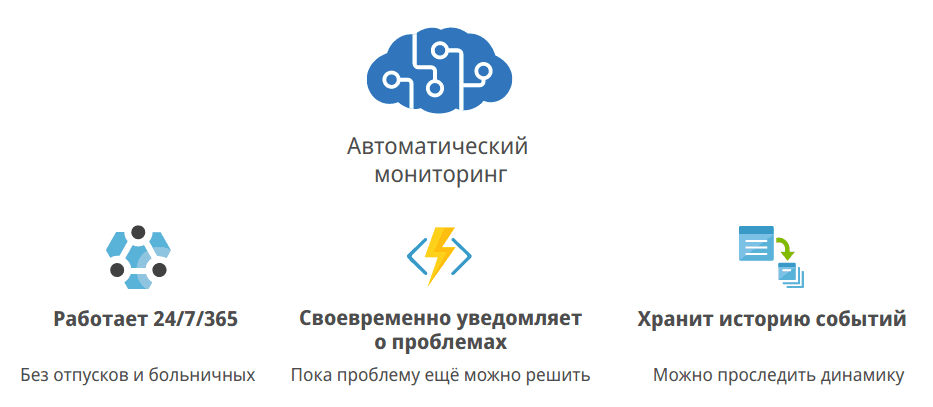 Автоматический
мониторинг
Работает 24/7/365
Без отпусков и больничных
Своевременно уведомляет
о проблемах
Пока проблему ещё можно решить
Хранит историю событий
Можно проследить динамику